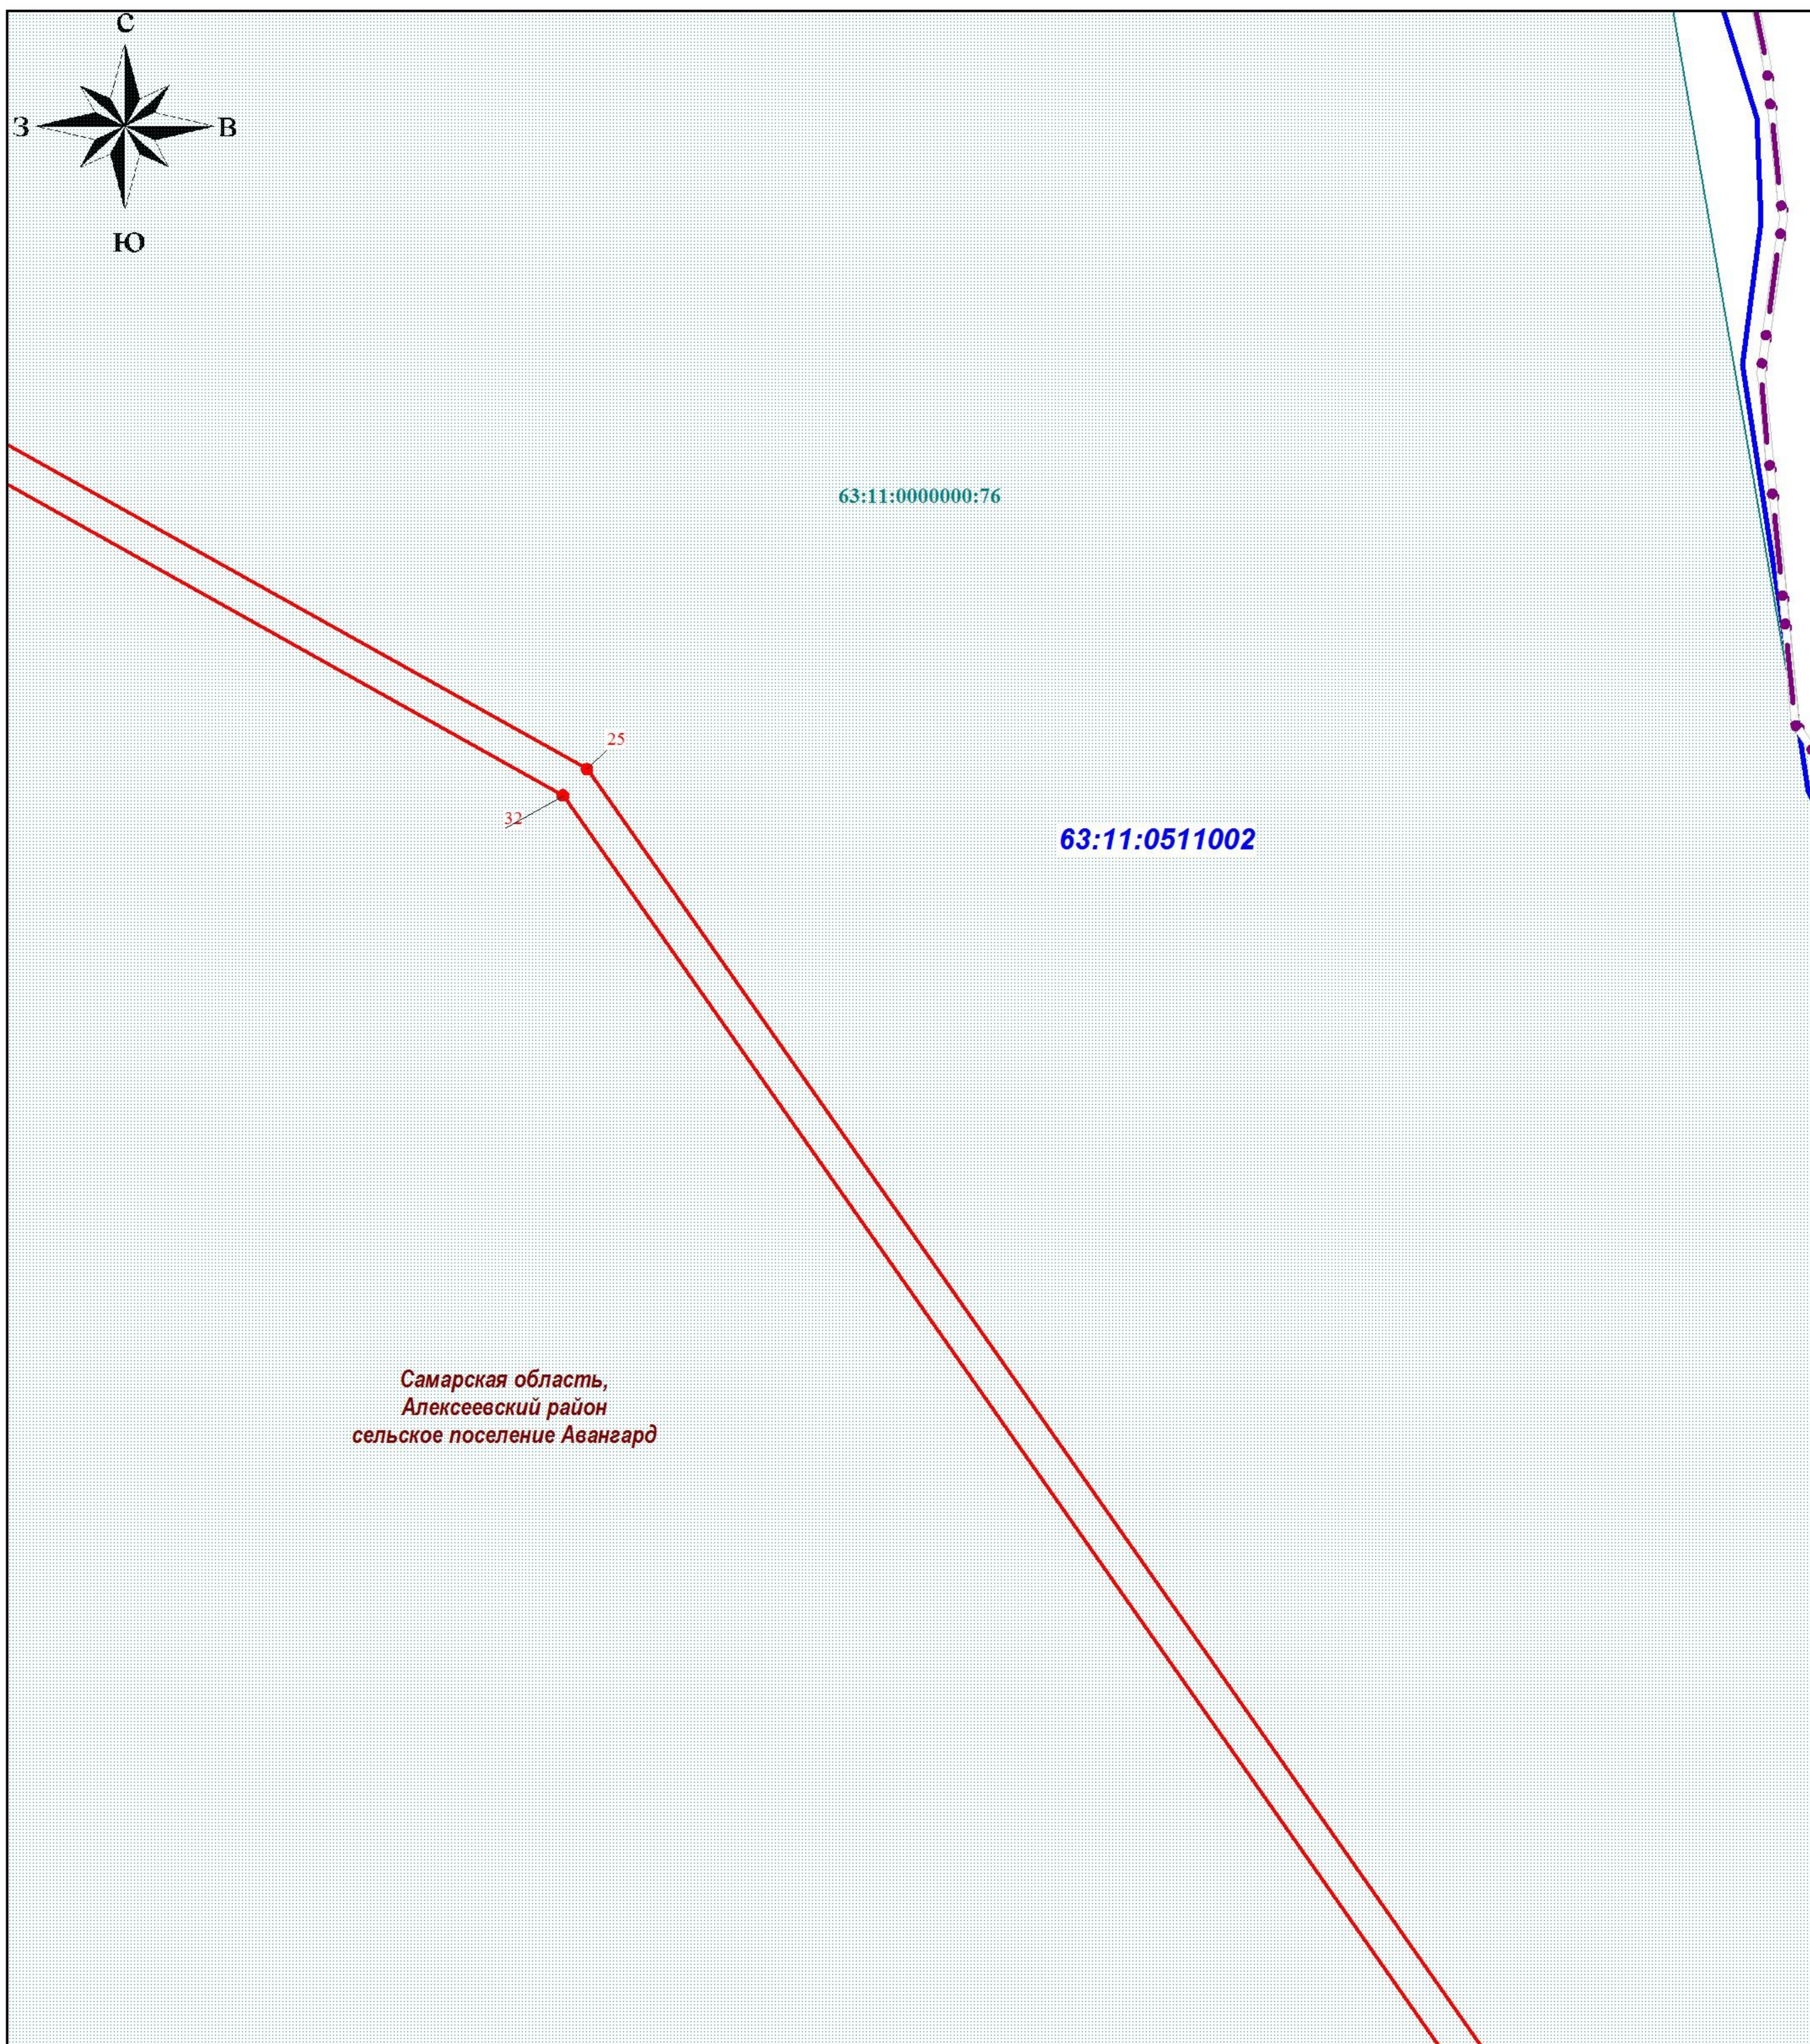 С
З
В
Ю
63:11:0000000:76
25
32
63:11:0511002
Самарская область,
Алексеевский район
сельское поселение Авангард